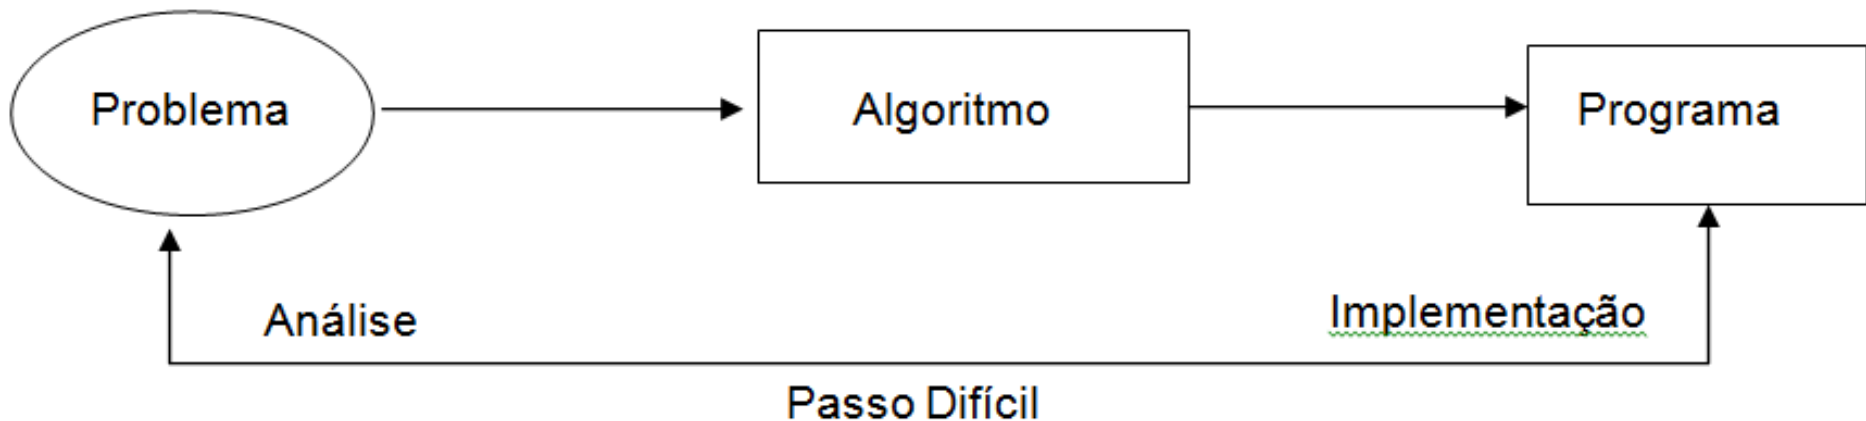 Problema
Algoritmo
Programa
Análise
Implementação
Passo Difícil